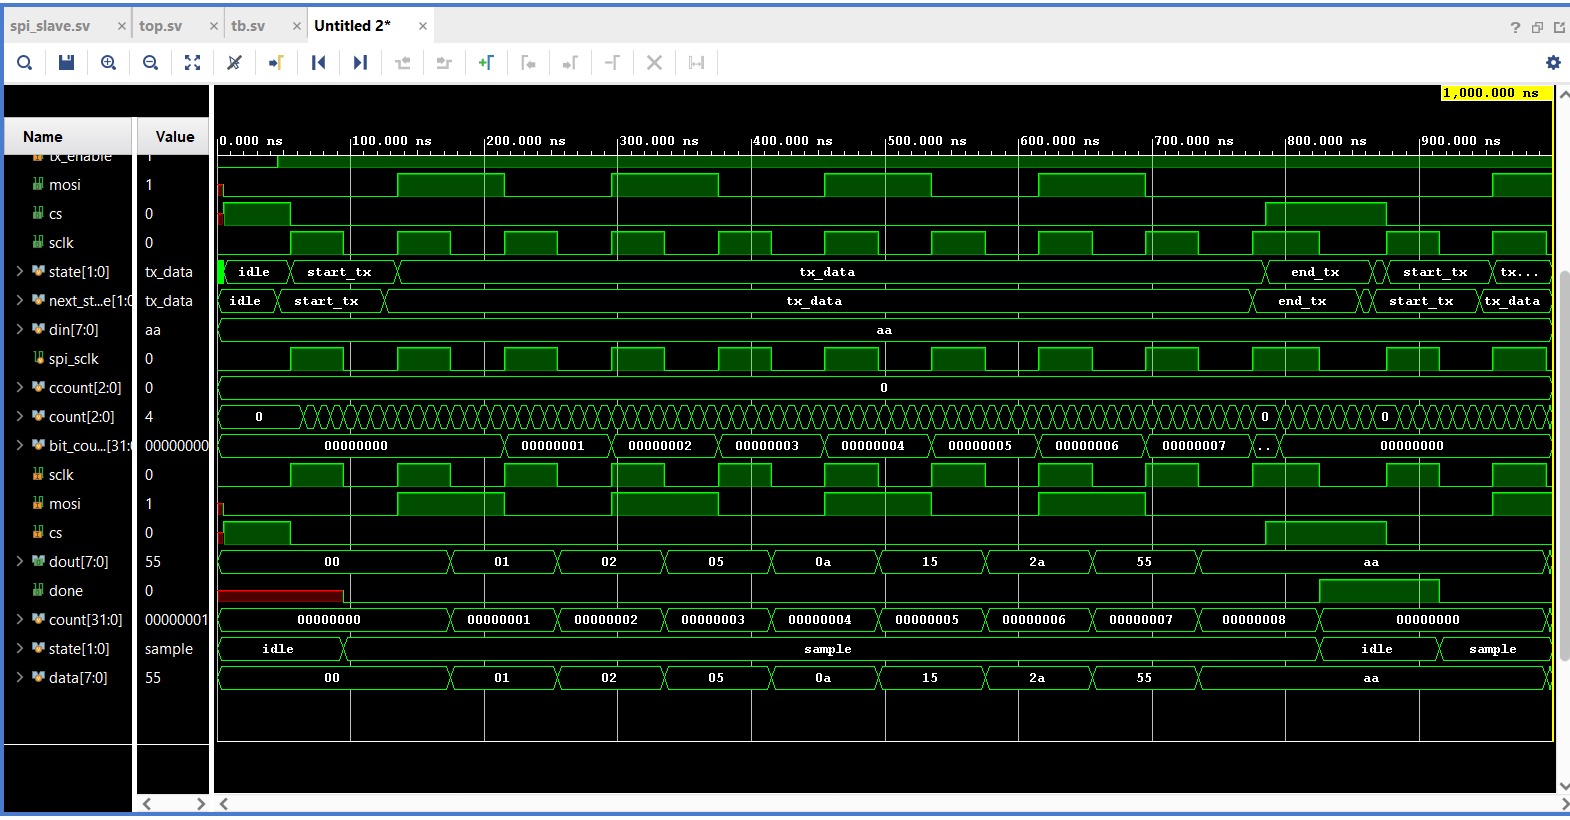 spi_slave.sv × top.sv × tb.sv × Untitled 2* ×
1,000.000 ns
Name Value 0.000 ns 100.000 ns 200.000 ns 300.000 ns 400.000 ns 500.000 ns 600.000 ns 700.000 ns 800.000 ns 900.000 ns
tx_enable 1
mosi 1
cs 0
sclk 0
state[1:0] tx_data idle start_tx tx_data end_tx start_tx tx...
next_st...e[1:0 tx_data idle start_tx tx_data end_tx start_tx tx_data
din[7:0] aa aa
spi_sclk 0
ccount[2:0] 0 0
count[2:0] 4 0 0 0
bit_cou...[31:0 00000000 00000000 00000001 00000002 00000003 00000004 00000005 00000006 00000007 .. 00000000
sclk 0
mosi 1
cs 0
dout[7:0] 55 00 01 02 05 0a 15 2a 55 aa
done 0
count[31:0] 00000001 00000000 00000001 00000002 00000003 00000004 00000005 00000006 00000007 00000008 00000000
state[1:0] sample idle sample idle sample
data[7:0] 55 00 01 02 05 0a 15 2a 55 aa